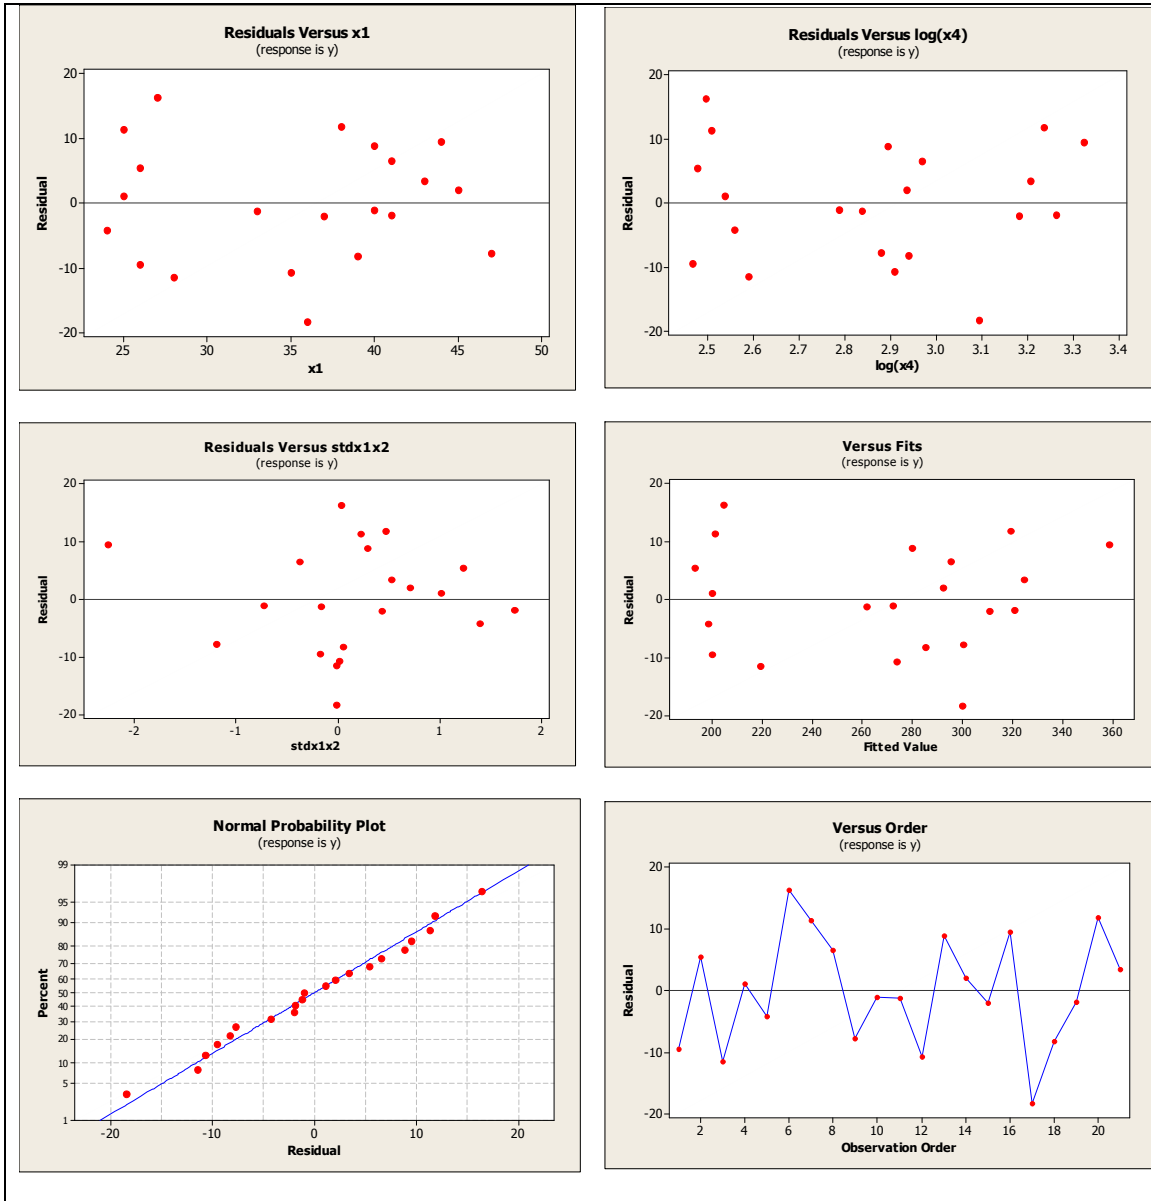 Residuals Versus x1
(response is y)
20
10
0
-10
-20
Residual
25 30 35 40 45 50
x1
Residuals Versus log(x4)
(response is y)
20
10
0
-10
-20
Residual
2.5 2.6 2.7 2.8 2.9 3.0 3.1 3.2 3.3 3.4
log(x4)
Residuals Versus stdx1x2
(response is y)
20
10
0
-10
-20
Residual
-2 -1 0 1 2
stdx1x2
Versus Fits
(response is y)
20
10
0
-10
-20
Residual
200 220 240 260 280 300 320 340 360
Fitted Value
Normal Probability Plot
(response is y)
99
95
90
80
70
60
50
40
30
20
10
5
1
Percent
-20 -10 0 10 20
Residual
Versus Order
(response is y)
20
10
0
-10
-20
Residual
2 4 6 8 10 12 14 16 18 20
Observation Order